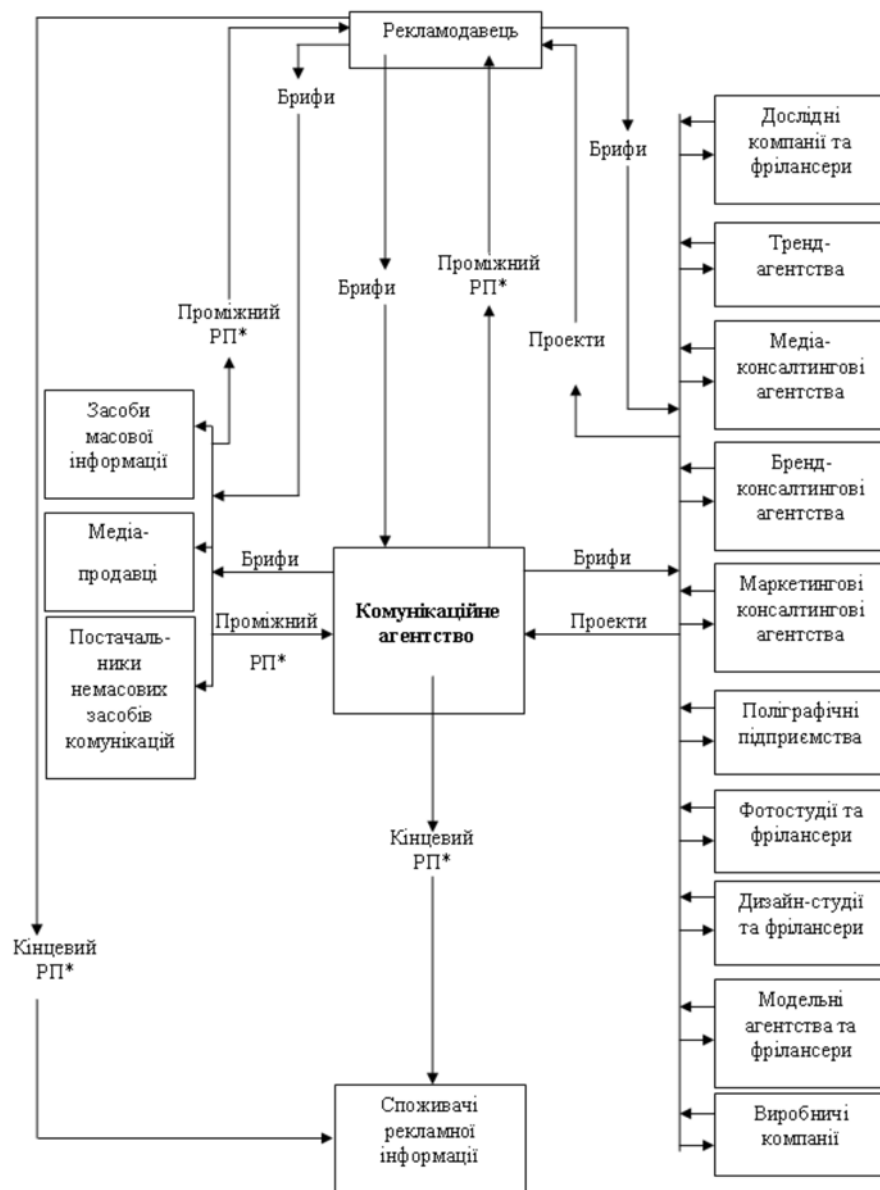 Рекламодавець
Брифи
Брифи
Брифи
Проміжний
РП*
Проміжний
РП*
Проекти
Засоби
масової
інформації
Медіа-
продавці
Постачаль-
ники
немасових
засобів
комунікацій
Брифи
Проміжний
РП*
Комунікаційне
агентство
Брифи
Проекти
Кінцевий
РП*
Кінцевий
РП*
Споживачі
рекламної
інформації
Дослідні
компанії та
фрілансери
Тренд-
агентства
Медіа-
консалтингові
агентства
Бренд-
консалтингові
агентства
Маркетингові
консалтингові
агентства
Поліграфічні
підприємства
Фотостудії та
фрілансери
Дизайн-студії
та фрілансери
Модельні
агентства та
фрілансери
Виробничі
компанії